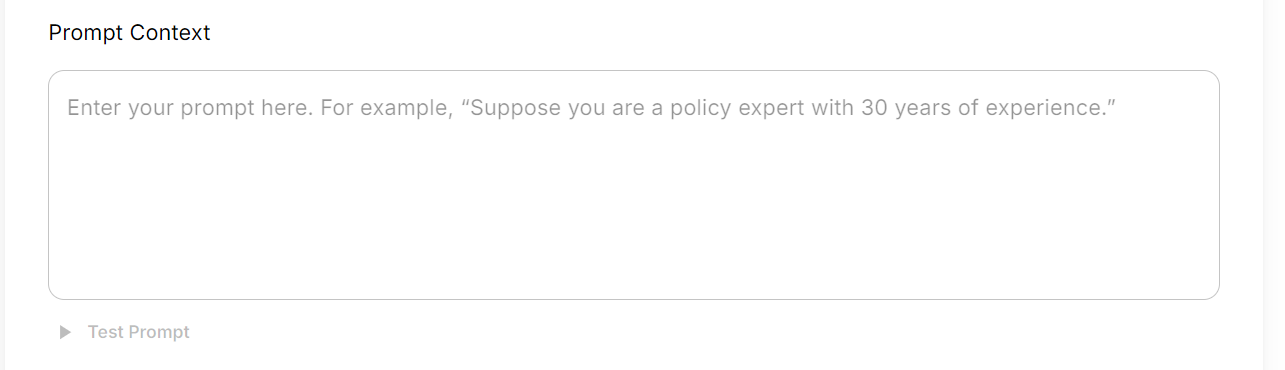 Prompt Context
Enter your prompt here. For example, “Suppose you are a policy expert with 30 years of experience.”
Test Prompt